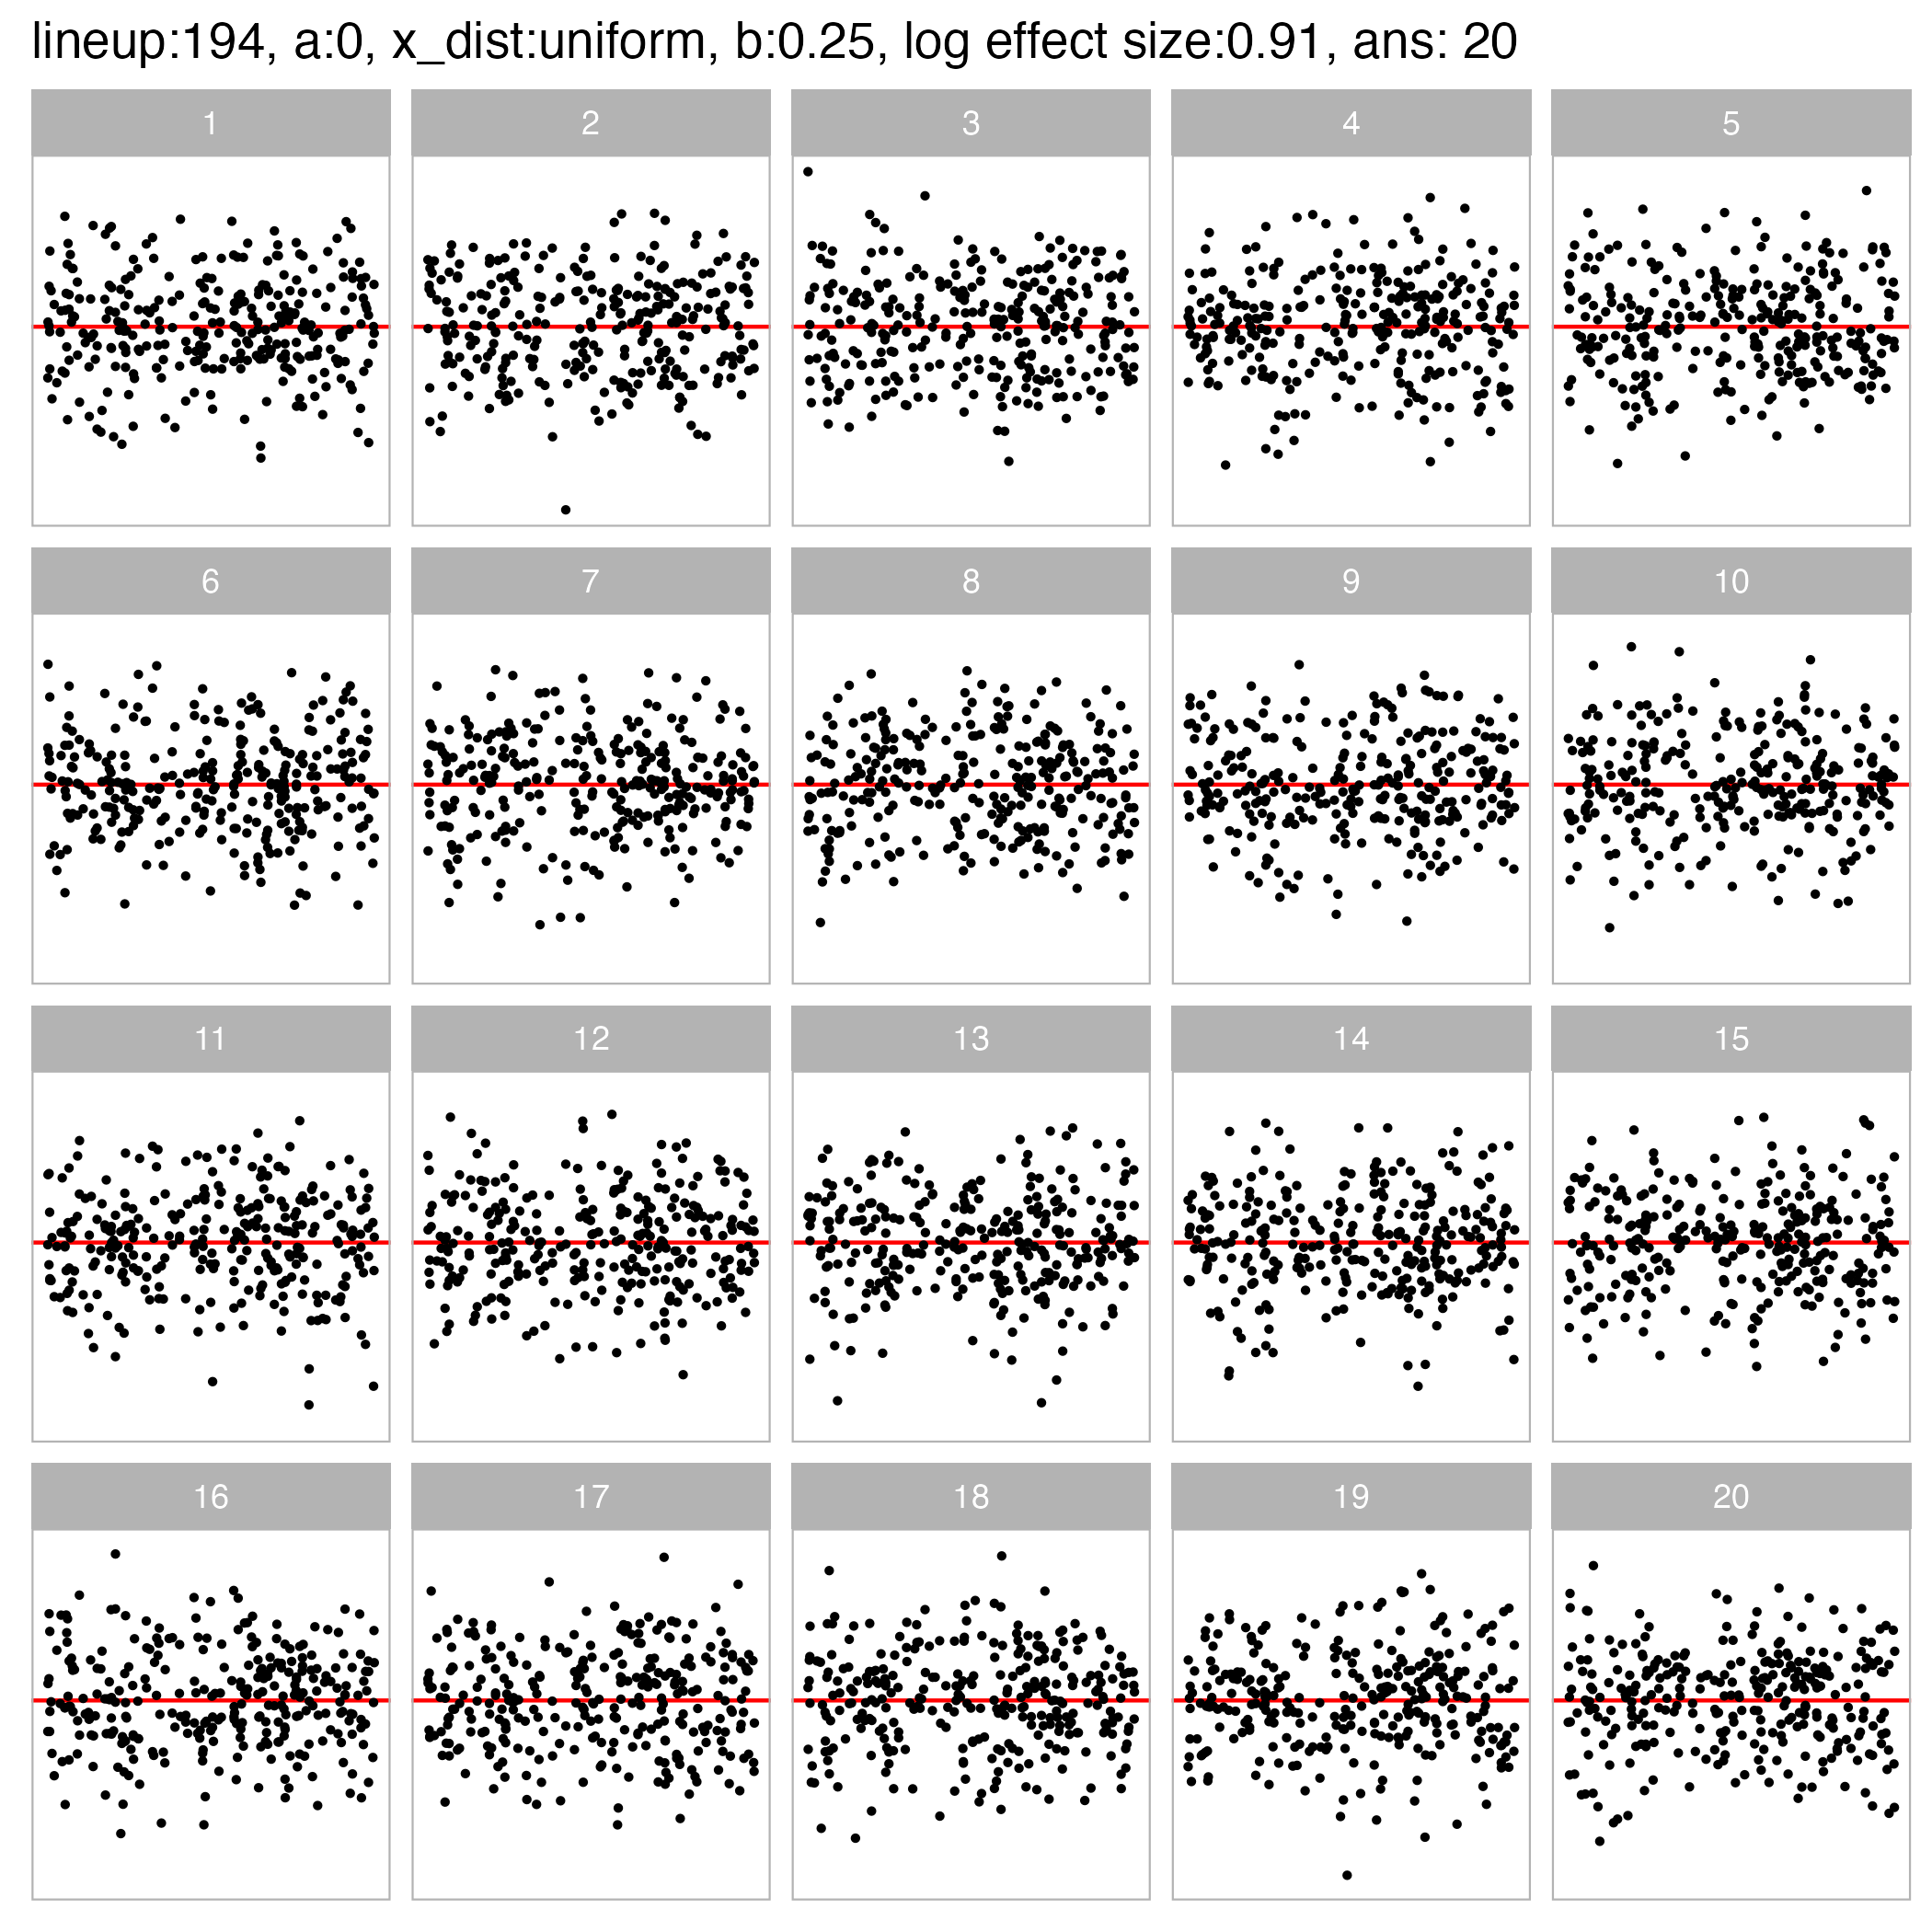 lineup:194, a:0, x_dist:uniform, b:0.25, log effect size:0.91, ans: 20
1 2 3 4 5
6 7 8 9 10
11 12 13 14 15
16 17 18 19 20